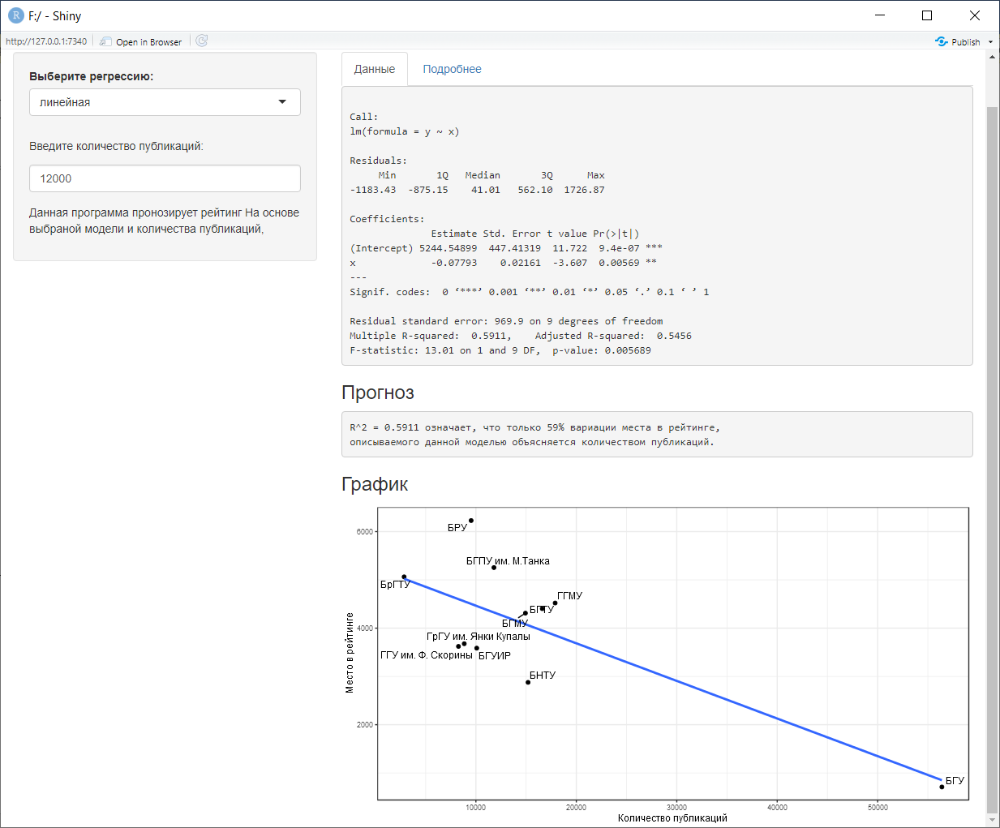 F:/ - Shiny
http://127.0.0.1:7340
Open in Browser
Publish
Выберите регрессию:
линейная
Введите количество публикаций:
12000
Данная программа пронозирует рейтинг На основе
выбраной модели и количества публикаций,
Данные
Подробнее
Call:
lm(formula = y ~ x)
Residuals:
Min 1Q Median 3Q Max
-1183.43 -875.15 41.01 562.10 1726.87
Coefficients:
Estimate Std. Error t value Pr(>|t|)
(Intercept) 5244.54899 447.41319 11.722 9.4e-07 ***
x -0.07793 0.02161 -3.607 0.00569 **
---
Signif. codes: 0 ‘***’ 0.001 ‘**’ 0.01 ‘*’ 0.05 ‘.’ 0.1 ‘ ’ 1
Residual standard error: 969.9 on 9 degrees of freedom
Multiple R-squared: 0.5911, Adjusted R-squared: 0.5456
F-statistic: 13.01 on 1 and 9 DF, p-value: 0.005689
Прогноз
R^2 = 0.5911 означает, что только 59% вариации места в рейтинге,
описываемого данной моделью объясняется количеством публикаций.
График
Место в рейтинге
6000
4000
2000
БРУ
БГПУ им. М.Танка
БрГТУ
ГГМУ
БГТУ
БГМУ
ГрГУ им. Янки Купалы
ГГУ им. Ф. Скорины
БГУИР
БНТУ
БГУ
10000
20000
30000
40000
50000
Количество публикаций